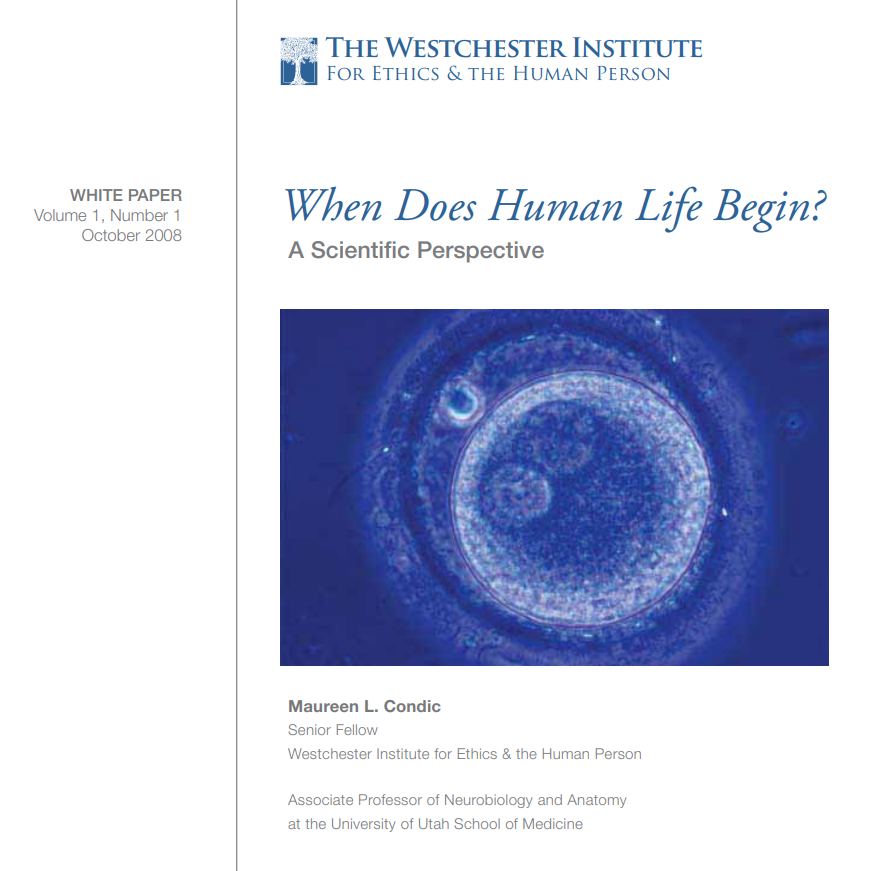 THE WESTCHESTER INSTITUTE
FOR ETHICS & THE HUMAN PERSON
WHITE PAPER
Volume 1, Number 1
October 2008
When Does Human Life Begin?
A Scientific Perspective
Maureen L. Condic
Senior Fellow
Westchester Institute for Ethics & the Human Person
Associate Professor of Neurobiology and Anatomy
at the University of Utah School of Medicine